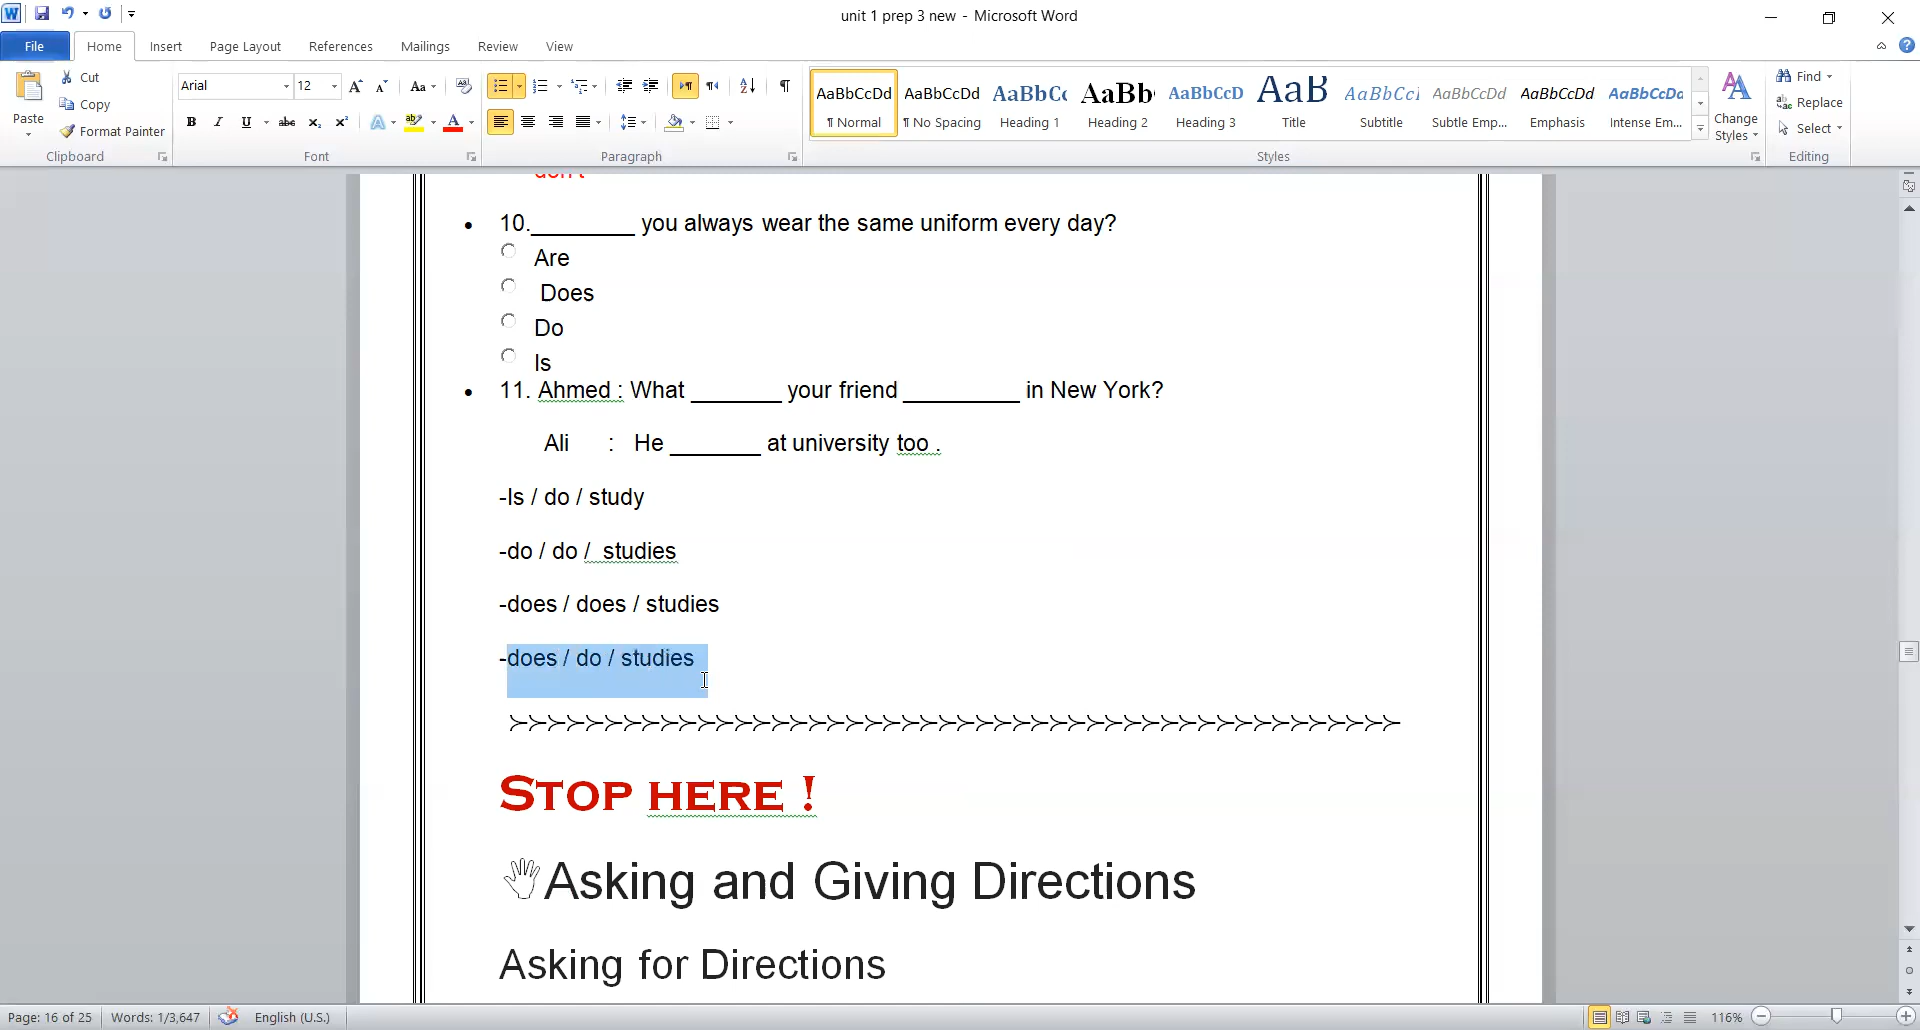 unit 1 prep 3 new - Microsoft Word
File Home Insert Page Layout References Mailings Review View
Paste
Cut
Copy
Format Painter
Clipboard
Arial 12
Font
Paragraph
AaBbCcDd AaBbCcDd AaBbCc AaBb AaBbCcD AaB AaBbCcI AaBbCcDd AaBbCcDd AaBbCcDd
¶ Normal ¶ No Spacing Heading 1 Heading 2 Heading 3 Title Subtitle Subtle Emp... Emphasis Intense Em...
Styles
Change Styles
Find
Replace
Select
Editing
don't
10.________ you always wear the same uniform every day?
Are
Does
Do
Is
11. Ahmed : What _______ your friend _________ in New York?
Ali : He _______ at university too .
-Is / do / study
-do / do / studies
-does / does / studies
-does / do / studies
Stop here !
Asking and Giving Directions
Asking for Directions
Page: 16 of 25 Words: 1/3,647 English (U.S.) 116%